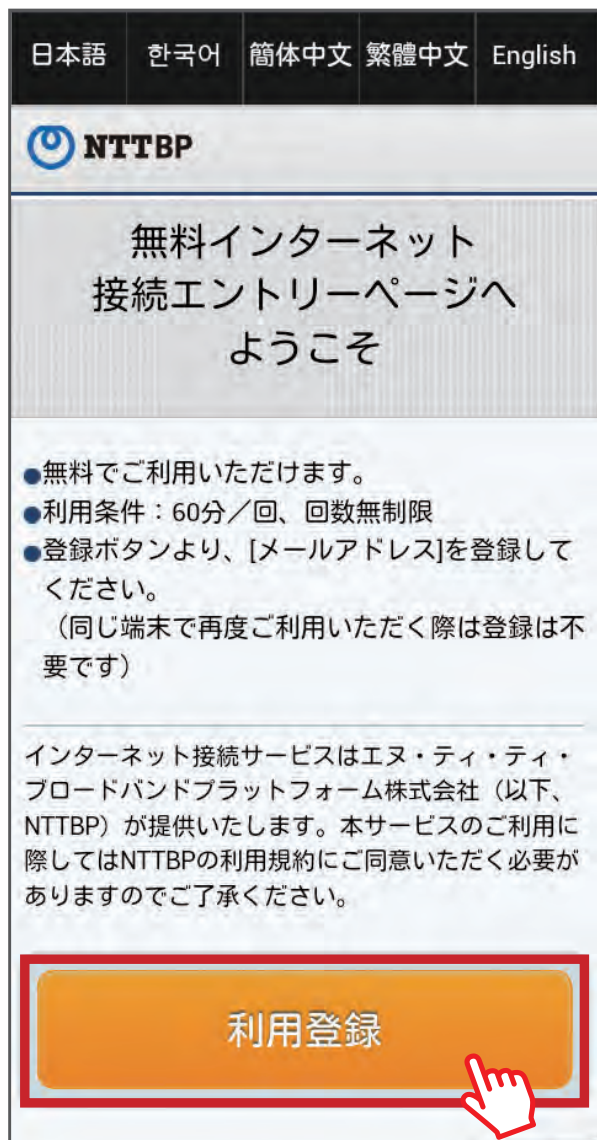 日本語 한국어 簡体中文 繁體中文 English
NTTBP
無料インターネット
接続エントリーページへ
ようこそ
●無料でご利用いただけます。
●利用条件：60分／回、回数無制限
●登録ボタンより、[メールアドレス]を登録して
ください。
（同じ端末で再度ご利用いただく際は登録は不
要です）
インターネット接続サービスはエヌ・ティ・ティ・
ブロードバンドプラットフォーム株式会社（以下、
NTTBP）が提供いたします。本サービスのご利用に
際してはNTTBPの利用規約にご同意いただく必要が
ありますのでご了承ください。
利用登録